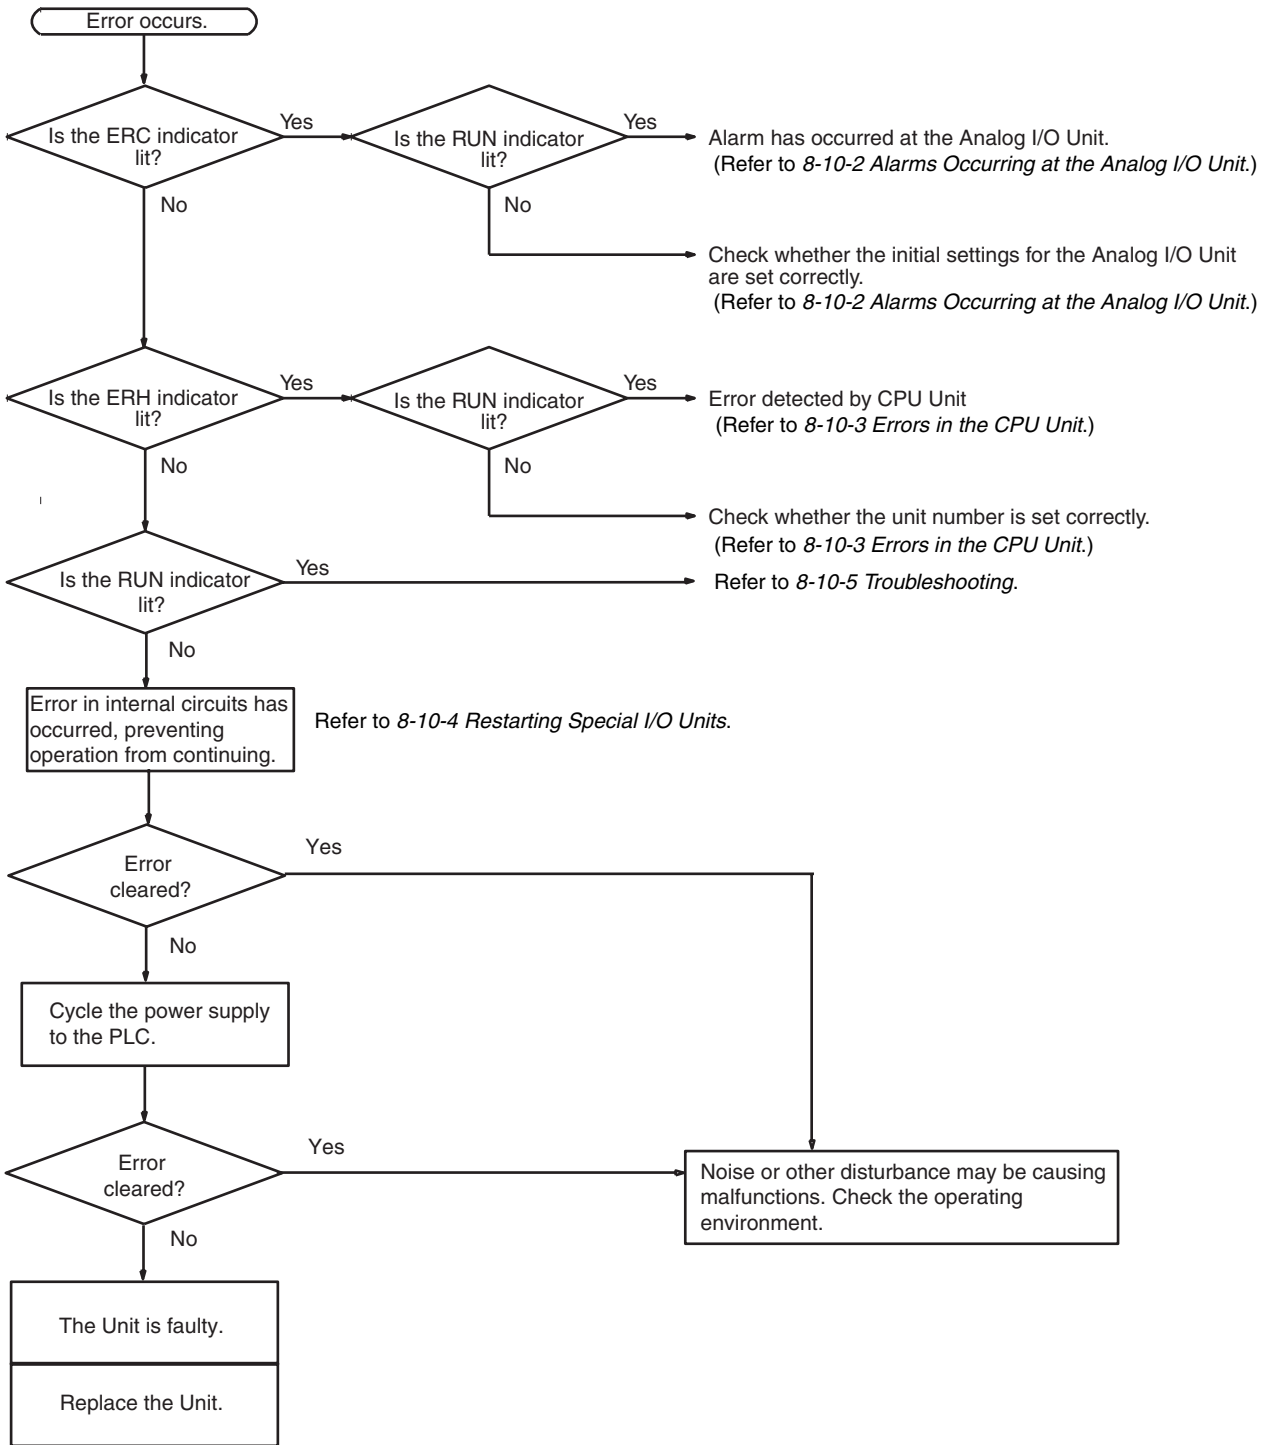 Error occurs.
Is the ERC indicator
lit?
Yes
Is the RUN indicator
lit?
Yes
Alarm has occurred at the Analog I/O Unit.
(Refer to 8-10-2 Alarms Occurring at the Analog I/O Unit.)
No
No
Check whether the initial settings for the Analog I/O Unit
are set correctly.
(Refer to 8-10-2 Alarms Occurring at the Analog I/O Unit.)
Is the ERH indicator
lit?
Yes
Is the RUN indicator
lit?
Yes
Error detected by CPU Unit
(Refer to 8-10-3 Errors in the CPU Unit.)
No
No
Check whether the unit number is set correctly.
(Refer to 8-10-3 Errors in the CPU Unit.)
Is the RUN indicator
lit?
Yes
Refer to 8-10-5 Troubleshooting.
No
Error in internal circuits has
occurred, preventing
operation from continuing.
Refer to 8-10-4 Restarting Special I/O Units.
Error
cleared?
Yes
No
Cycle the power supply
to the PLC.
Error
cleared?
Yes
Noise or other disturbance may be causing
malfunctions. Check the operating
environment.
No
The Unit is faulty.
Replace the Unit.